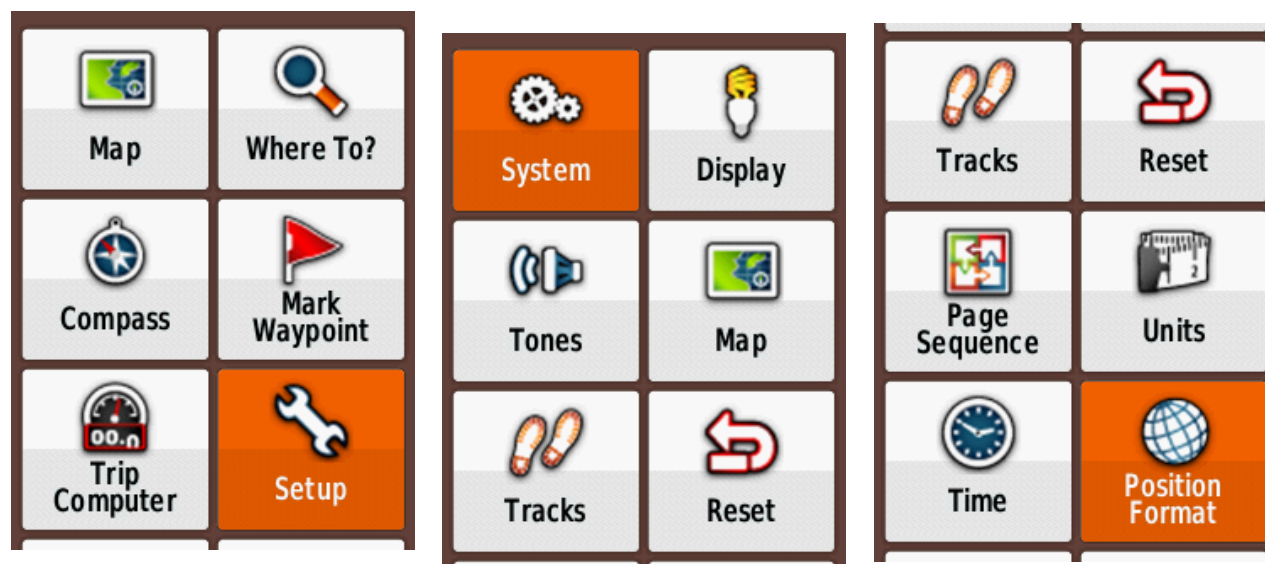 Map
Where To?
Compass
Mark
Waypoint
00.0
Trip
Computer
Setup
System
Display
Tones
Map
Tracks
Reset
Tracks
Reset
Page
Sequence
2
Units
Time
Position
Format